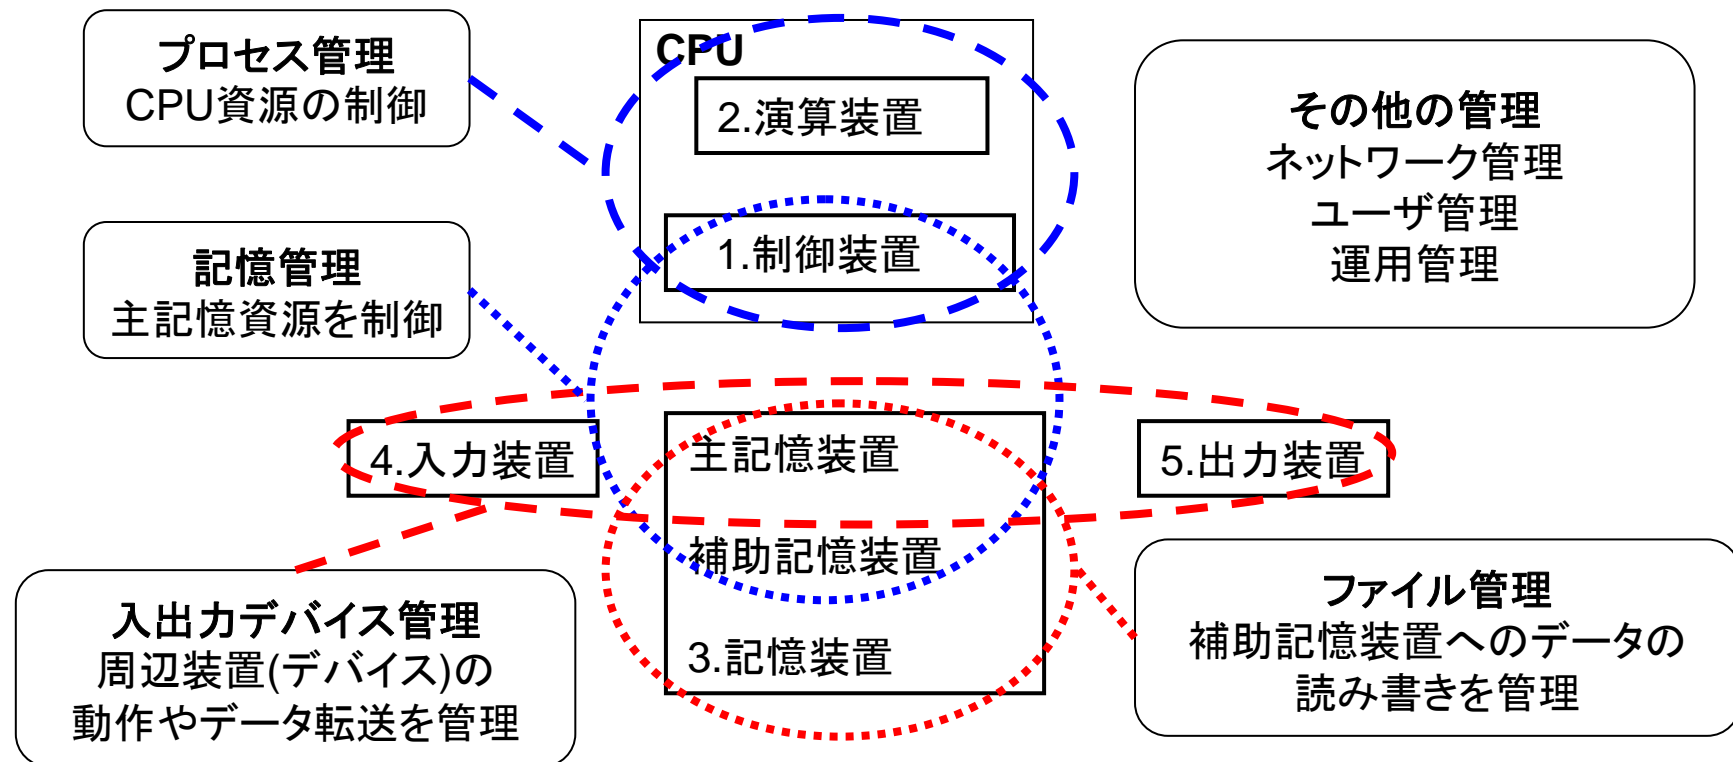 プロセス管理
CPU資源の制御
CPU
2.演算装置
1.制御装置
その他の管理
ネットワーク管理
ユーザ管理
運用管理
記憶管理
主記憶資源を制御
4.入力装置
主記憶装置
補助記憶装置
3.記憶装置
5.出力装置
入出力デバイス管理
周辺装置(デバイス)の
動作やデータ転送を管理
ファイル管理
補助記憶装置へのデータの
読み書きを管理